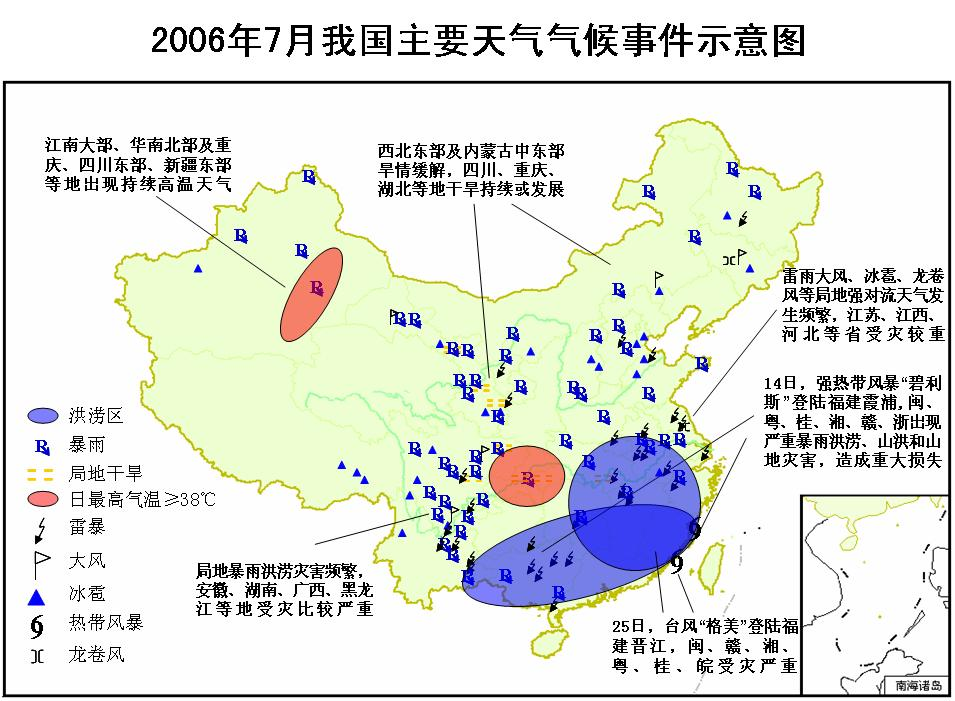 2006年7月我国主要天气气候事件示意图
江南大部、华南北部及重
庆、四川东部、新疆东部
等地出现持续高温天气
西北东部及内蒙古中东部
旱情缓解，四川、重庆、
湖北等地干旱持续或发展
雷雨大风、冰雹、龙卷
风等局地强对流天气发
生频繁，江苏、江西、
河北等省受灾较重
14日，强热带风暴“碧利
斯”登陆福建霞浦,闽、
粤、桂、湘、赣、浙出现
严重暴雨洪涝、山洪和山
地灾害，造成重大损失
洪涝区
暴雨
局地干旱
日最高气温≥38℃
雷暴
大风
冰雹
热带风暴
龙卷风
局地暴雨洪涝灾害频繁，
安徽、湖南、广西、黑龙
江等地受灾比较严重
25日，台风“格美”登陆福
建晋江，闽、赣、湘、
粤、桂、皖受灾严重
南海诸岛